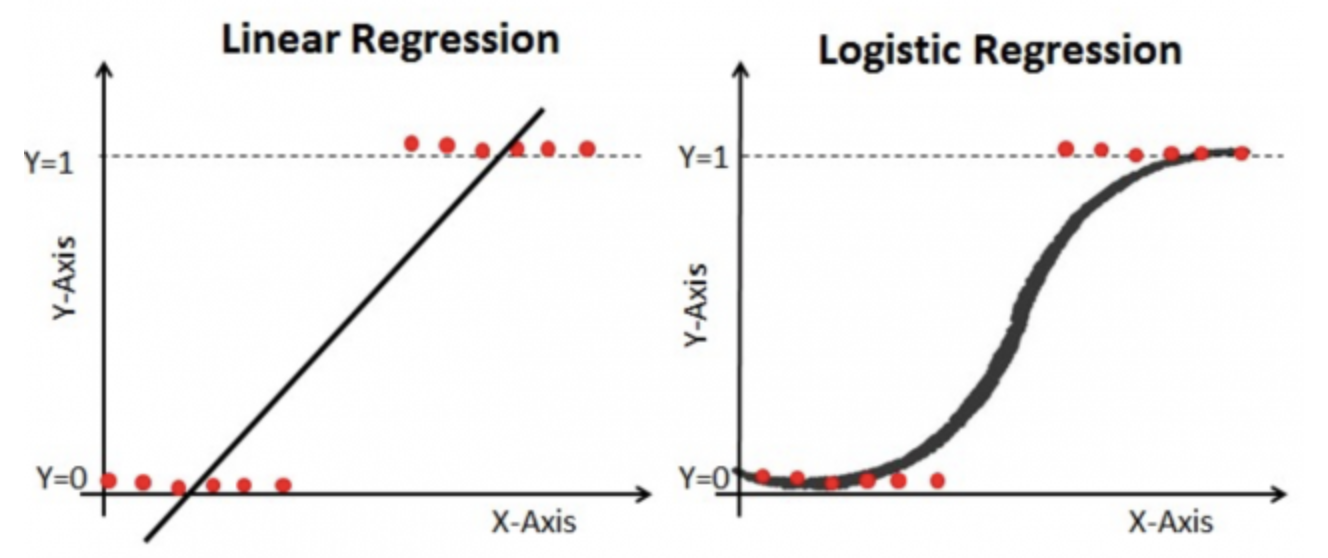 Linear Regression
Y=1
Y-Axis
Y=0
X-Axis
Logistic Regression
Y=1
Y-Axis
Y=0
X-Axis